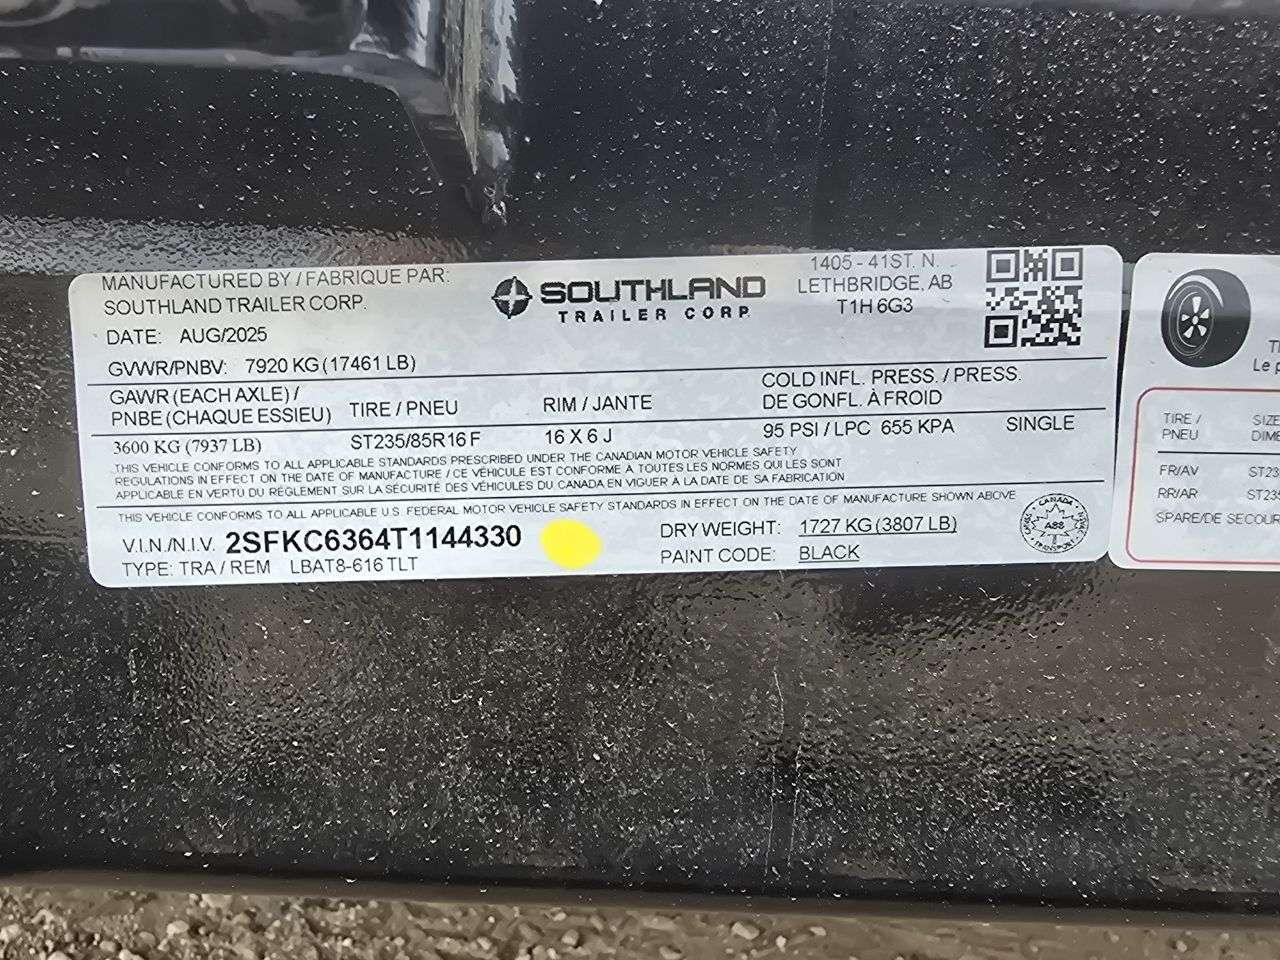 MANUFACTURED BY / FABRIQUE PAR:
SOUTHLAND TRAILER CORP.
DATE: AUG/2025
GVWR/PNBV: 7920 KG (17461 LB)
SOUTHLAND
TRAILER CORP
1405 - 41ST. N.
LETHBRIDGE, AB
T1H 6G3
GAWR (EACH AXLE) /
PNBE (CHAQUE ESSIEU)
TIRE / PNEU
RIM / JANTE
COLD INFL. PRESS. / PRESS.
DE GONFL. À FROID
3600 KG (7937 LB) ST235/85R16 F 16 X 6 J 95 PSI / LPC 655 KPA SINGLE
THIS VEHICLE CONFORMS TO ALL APPLICABLE STANDARDS PRESCRIBED UNDER THE CANADIAN MOTOR VEHICLE SAFETY
REGULATIONS IN EFFECT ON THE DATE OF MANUFACTURE / CE VÉHICULE EST CONFORME A TOUTES LES NORMES QUI LES SONT
APPLICABLE EN VERTU DU RÈGLEMENT SUR LA SÉCURITÉ DES VÉHICULES DU CANADA EN VIGUER À LA DATE DE SA FABRICATION
THIS VEHICLE CONFORMS TO ALL APPLICABLE U.S. FEDERAL MOTOR VEHICLE SAFETY STANDARDS IN EFFECT ON THE DATE OF MANUFACTURE SHOWN ABOVE
V.I.N./N.I.V. 2SFKC6364T1144330
TYPE: TRA / REM LBAT8-616 TLT
DRY WEIGHT: 1727 KG (3807 LB)
PAINT CODE: BLACK
CANADA
TRANSPORT
Le p
TIRE /
PNEU
SIZE
DIME
FR/AV ST23
RR/AR ST235
SPARE/DE SECOUR